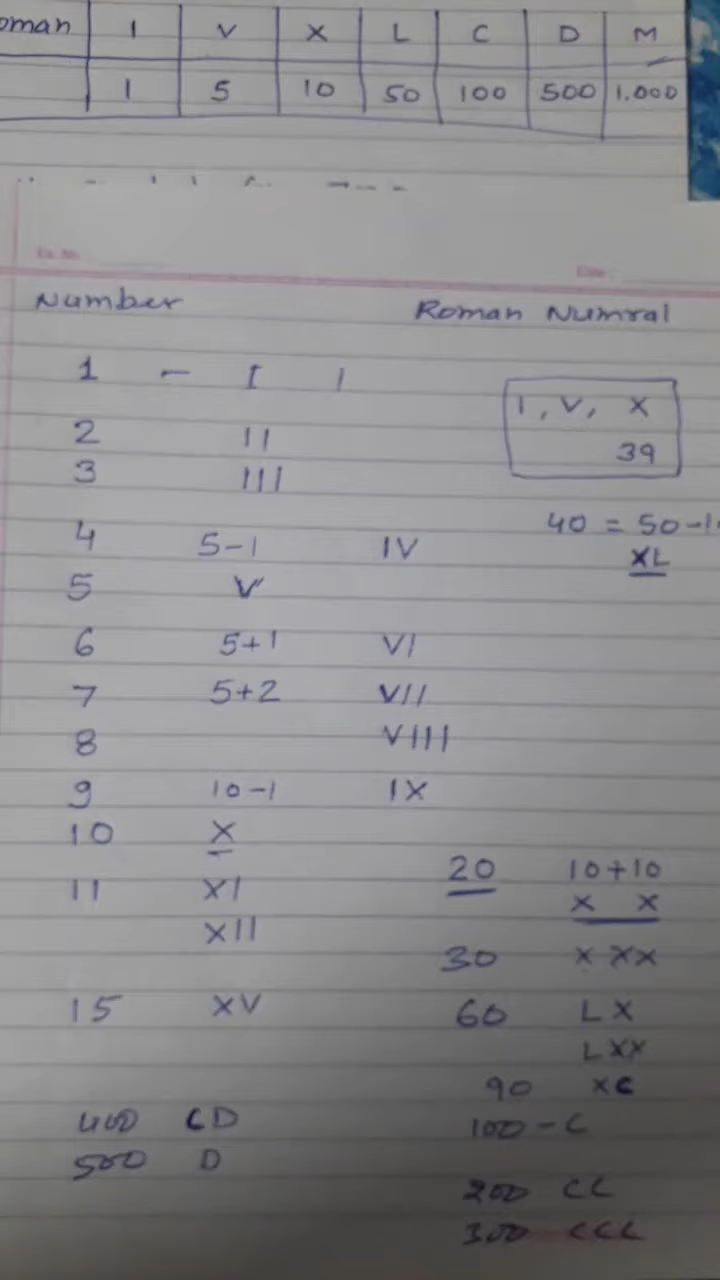 Roman I V X L C D M
1 5 10 50 100 500 1.000
Number Roman Numral
1 - I |
I, V, X
2 II
39
3 III
40 = 50-1
4 5-1 IV
XL
5 V
6 5+1 VI
7 5+2 VII
8 VIII
9 10-1 IX
10 X
20 10+10
11 XI
X X
XII
30 X XX
15 XV
60 LX
LXX
90 XC
400 CD
100 - C
500 D
200 CC
300 CCC